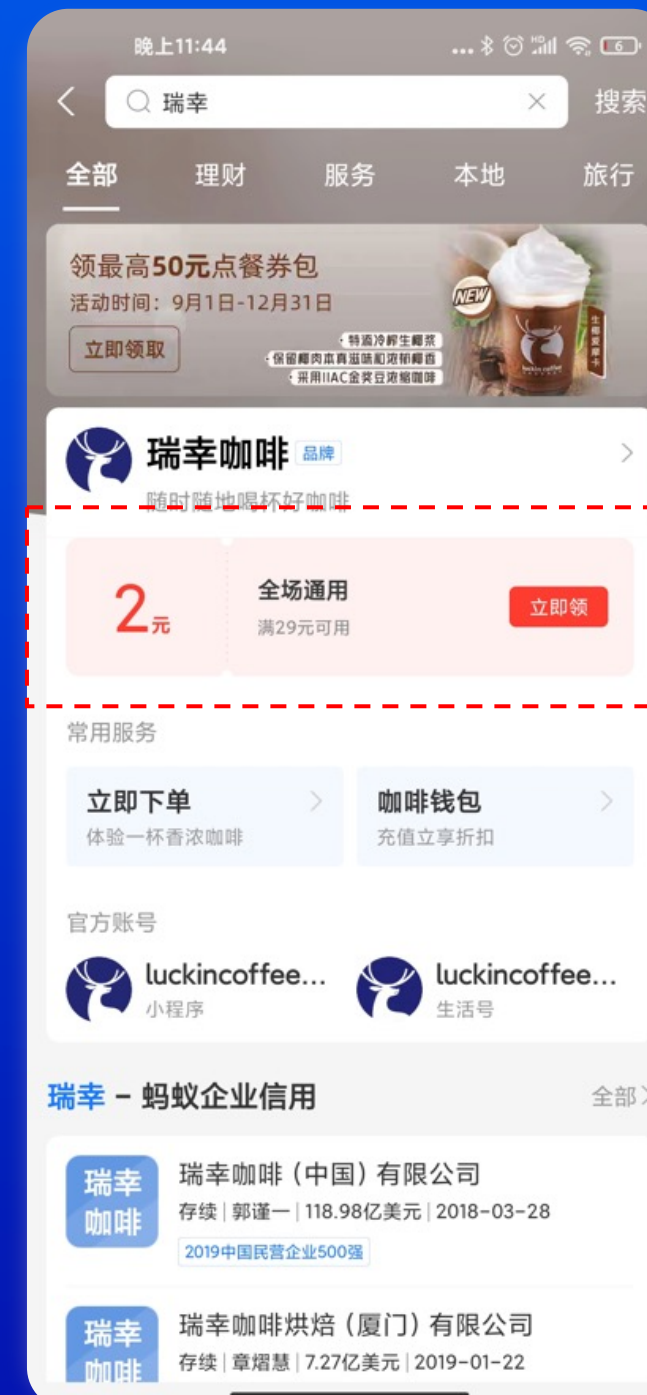 晚上11:44
HD
6
瑞幸
搜索
全部 理财 服务 本地 旅行
领最高50元点餐券包
活动时间：9月1日-12月31日
立即领取
NEW
·特添冷榨生椰浆
·保留椰肉本真滋味和浓郁椰香
·采用IIAC金奖豆浓缩咖啡
luckin coffee
生椰爱摩卡
瑞幸咖啡 品牌
随时随地喝杯好咖啡
2元
全场通用
满29元可用
立即领
常用服务
立即下单
体验一杯香浓咖啡
咖啡钱包
充值立享折扣
官方账号
luckincoffee...
小程序
luckincoffee...
生活号
瑞幸 – 蚂蚁企业信用
全部
瑞幸
咖啡
瑞幸咖啡（中国）有限公司
存续 | 郭谨一 | 118.98亿美元 | 2018-03-28
2019中国民营企业500强
瑞幸
咖啡
瑞幸咖啡烘焙（厦门）有限公司
存续 | 章熠慧 | 7.27亿美元 | 2019-01-22